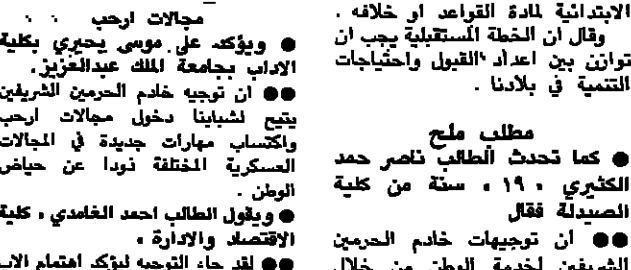 الابتدائية لمادة القواعد او خلافه .
وقال ان الخطة المستقبلية يجب ان
توازن بين اعداد القبول واحتياجات
التنمية في بلادنا .
مطلب ملح
● كما تحدث الطالب ناصر حمد
الكثيري « ١٩ » سنة من كلية
الصيدلة فقال
●● ان توجيهات خادم الحرمين
الشريفين لخدمة الوطن من خلال
مجالات ارحب
● ويؤكد علي موسى يحيري بكلية
الاداب بجامعة الملك عبدالعزيز .
●● ان توجيه خادم الحرمين الشريفين
يتيح لشبابنا دخول مجالات ارحب
واكتساب مهارات جديدة في المجالات
العسكرية المختلفة ذودا عن حياض
الوطن .
● ويقول الطالب احمد الغامدي « كلية
الاقتصاد والادارة »
●● لقد جاء التوجيه ليؤكد اهتمام الاب